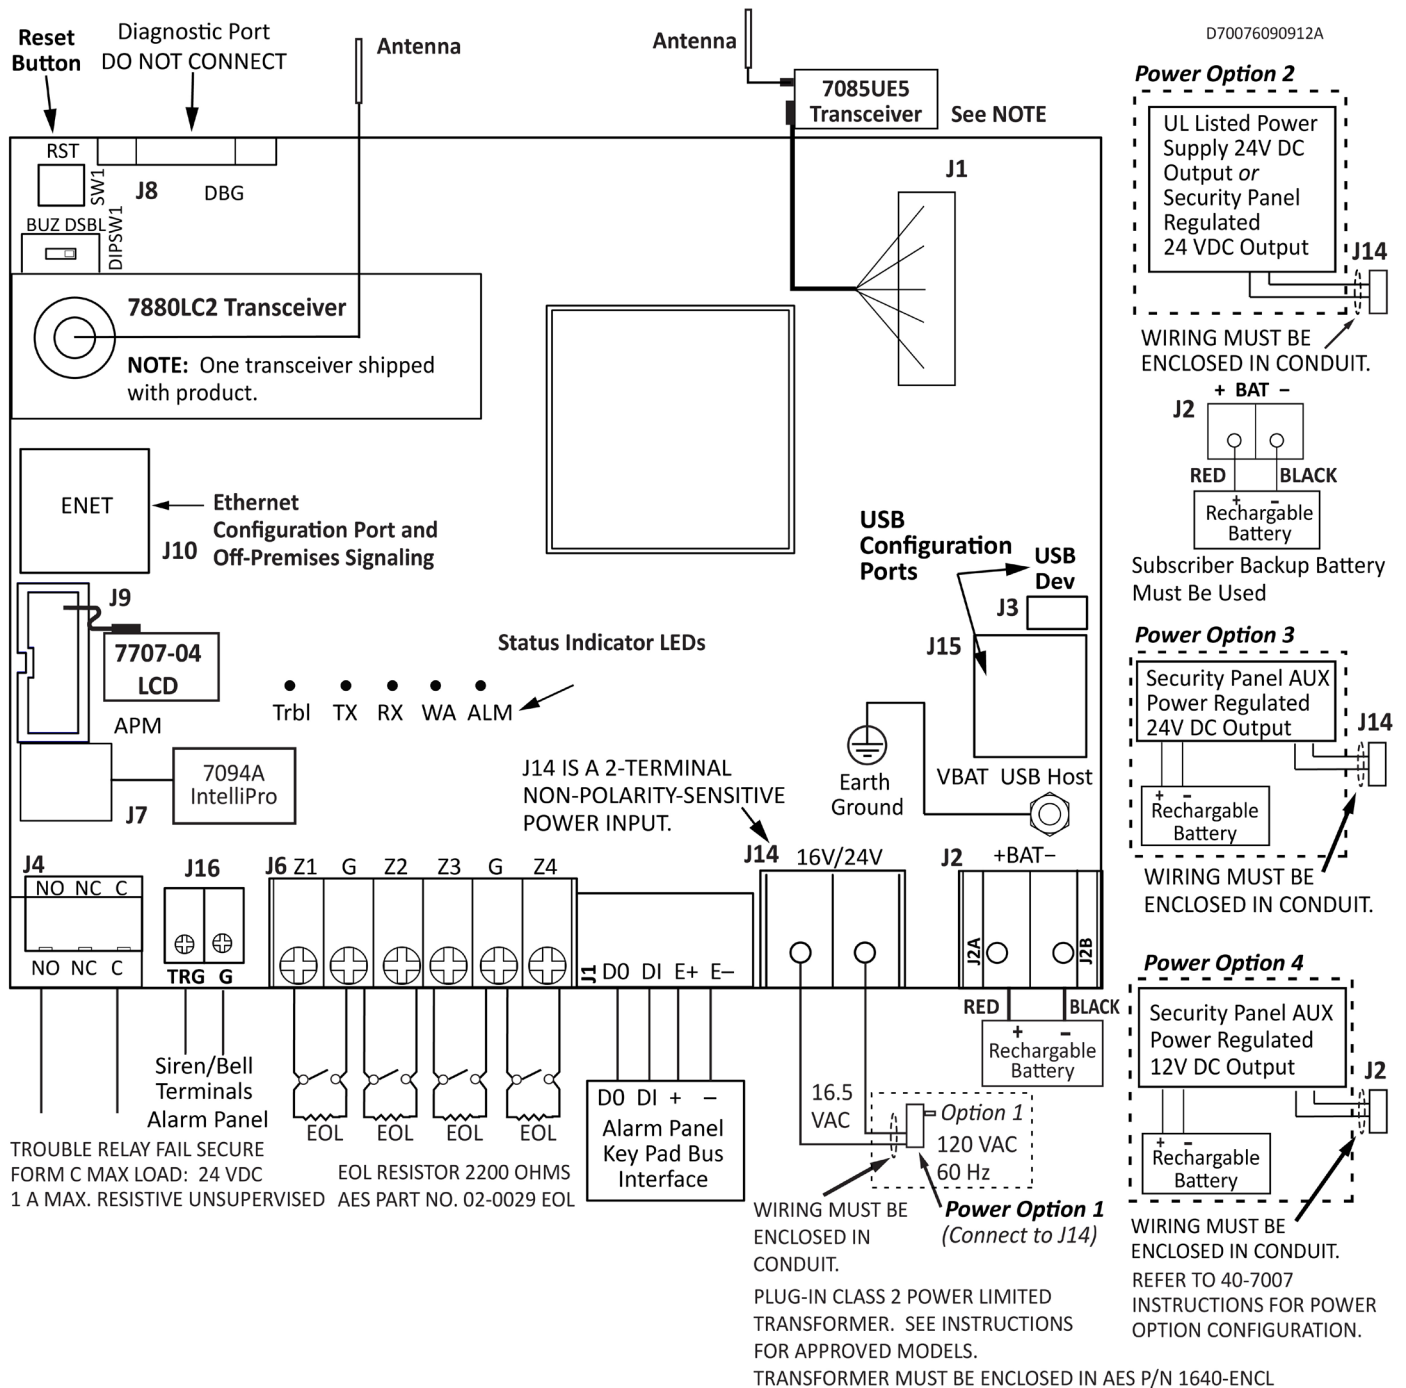 Reset
Button
Diagnostic Port
DO NOT CONNECT
Antenna
Antenna
7085UE5
Transceiver
See NOTE
D70076090912A
RST
SW1
J8
DBG
BUZ DSBL
DIPSW1
J1
7880LC2 Transceiver
NOTE: One transceiver shipped
with product.
ENET
J10
Ethernet
Configuration Port and
Off-Premises Signaling
J9
7707-04
LCD
APM
7094A
IntelliPro
J7
Status Indicator LEDs
Trbl TX RX WA ALM
USB
Configuration
Ports
USB
Dev
J3
J15
Earth
Ground
VBAT USB Host
J14 IS A 2-TERMINAL
NON-POLARITY-SENSITIVE
POWER INPUT.
J4
NO NC C
NO NC C
J16
TRG G
J6 Z1 G Z2 Z3 G Z4
J1 D0 DI E+ E–
J14 16V/24V
J2 +BAT–
J2A
J2B
RED
BLACK
+ –
Rechargable
Battery
Siren/Bell
Terminals
Alarm Panel
TROUBLE RELAY FAIL SECURE
FORM C MAX LOAD: 24 VDC
1 A MAX. RESISTIVE UNSUPERVISED
EOL EOL EOL EOL
EOL RESISTOR 2200 OHMS
AES PART NO. 02-0029 EOL
D0 DI + –
Alarm Panel
Key Pad Bus
Interface
16.5
VAC
Option 1
120 VAC
60 Hz
WIRING MUST BE
ENCLOSED IN
CONDUIT.
Power Option 1
(Connect to J14)
PLUG-IN CLASS 2 POWER LIMITED
TRANSFORMER. SEE INSTRUCTIONS
FOR APPROVED MODELS.
TRANSFORMER MUST BE ENCLOSED IN AES P/N 1640-ENCL
Power Option 2
UL Listed Power
Supply 24V DC
Output or
Security Panel
Regulated
24 VDC Output
J14
WIRING MUST BE
ENCLOSED IN CONDUIT.
+ BAT –
J2
RED
BLACK
+ –
Rechargable
Battery
Subscriber Backup Battery
Must Be Used
Power Option 3
Security Panel AUX
Power Regulated
24V DC Output
J14
+ –
Rechargable
Battery
WIRING MUST BE
ENCLOSED IN CONDUIT.
Power Option 4
Security Panel AUX
Power Regulated
12V DC Output
J2
+ –
Rechargable
Battery
WIRING MUST BE
ENCLOSED IN CONDUIT.
REFER TO 40-7007
INSTRUCTIONS FOR POWER
OPTION CONFIGURATION.